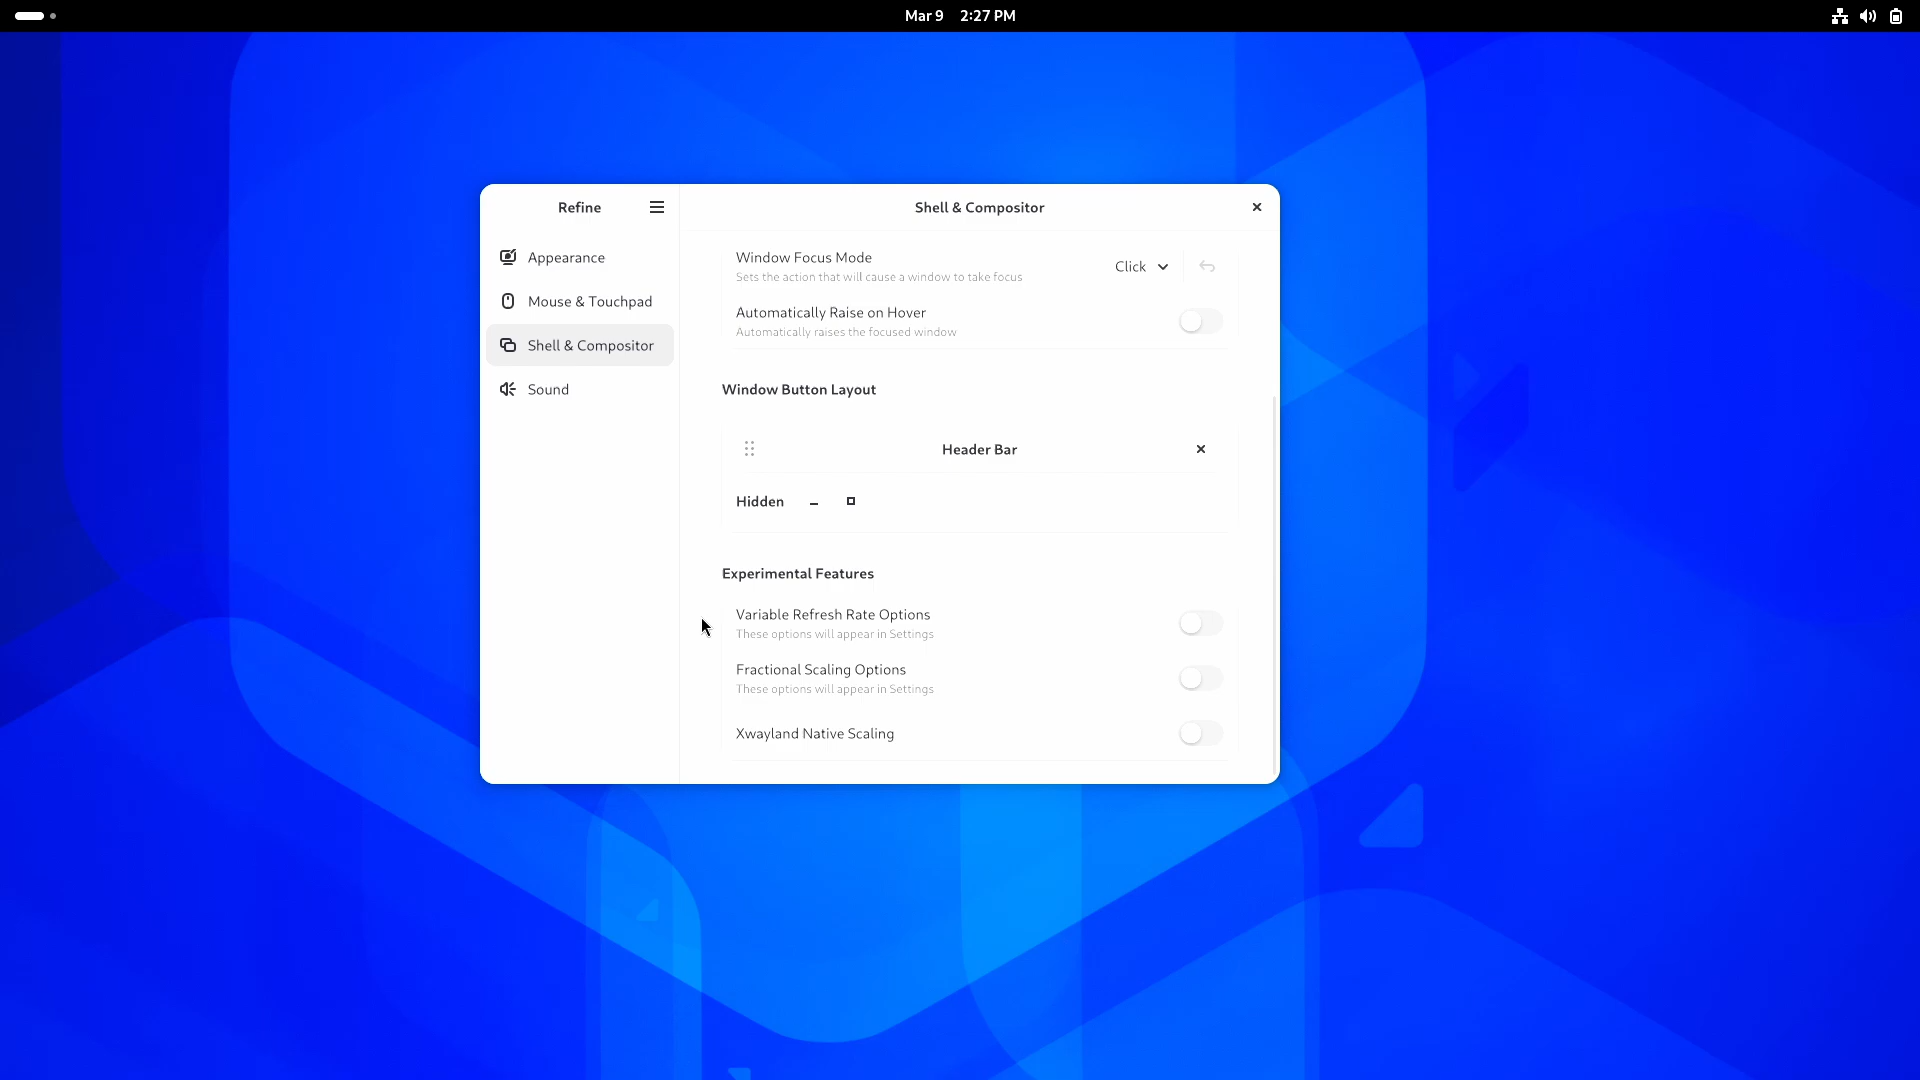 Mar 9 2:27 PM
Refine
Shell & Compositor
Appearance
Mouse & Touchpad
Shell & Compositor
Sound
Window Focus Mode
Sets the action that will cause a window to take focus
Click
Automatically Raise on Hover
Automatically raises the focused window
Window Button Layout
Header Bar
Hidden
Experimental Features
Variable Refresh Rate Options
These options will appear in Settings
Fractional Scaling Options
These options will appear in Settings
Xwayland Native Scaling